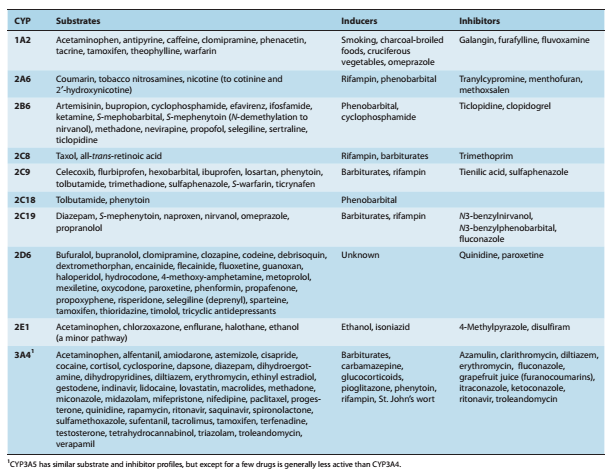 CYP Substrates Inducers Inhibitors
1A2 Acetaminophen, antipyrine, caffeine, clomipramine, phenacetin, Smoking, charcoal-broiled Galangin, furafylline, fluvoxamine
tacrine, tamoxifen, theophylline, warfarin foods, cruciferous
vegetables, omeprazole
2A6 Coumarin, tobacco nitrosamines, nicotine (to cotinine and Rifampin, phenobarbital Tranylcypromine, menthofuran,
2′-hydroxynicotine) methoxsalen
2B6 Artemisinin, bupropion, cyclophosphamide, efavirenz, ifosfamide, Phenobarbital, Ticlopidine, clopidogrel
ketamine, S-mephobarbital, S-mephenytoin (N-demethylation to cyclophosphamide
nirvanol), methadone, nevirapine, propofol, selegiline, sertraline,
ticlopidine
2C8 Taxol, all-trans-retinoic acid Rifampin, barbiturates Trimethoprim
2C9 Celecoxib, flurbiprofen, hexobarbital, ibuprofen, losartan, phenytoin, Barbiturates, rifampin Tienilic acid, sulfaphenazole
tolbutamide, trimethadione, sulfaphenazole, S-warfarin, ticrynafen
2C18 Tolbutamide, phenytoin Phenobarbital
2C19 Diazepam, S-mephenytoin, naproxen, nirvanol, omeprazole, Barbiturates, rifampin N3-benzylnirvanol,
propranolol N3-benzylphenobarbital,
fluconazole
2D6 Bufuralol, bupranolol, clomipramine, clozapine, codeine, debrisoquin, Unknown Quinidine, paroxetine
dextromethorphan, encainide, flecainide, fluoxetine, guanoxan,
haloperidol, hydrocodone, 4-methoxy-amphetamine, metoprolol,
mexiletine, oxycodone, paroxetine, phenformin, propafenone,
propoxyphene, risperidone, selegiline (deprenyl), sparteine,
tamoxifen, thioridazine, timolol, tricyclic antidepressants
2E1 Acetaminophen, chlorzoxazone, enflurane, halothane, ethanol Ethanol, isoniazid 4-Methylpyrazole, disulfiram
(a minor pathway)
3A4¹ Acetaminophen, alfentanil, amiodarone, astemizole, cisapride, Barbiturates, Azamulin, clarithromycin, diltiazem,
cocaine, cortisol, cyclosporine, dapsone, diazepam, dihydroergot- carbamazepine, erythromycin, fluconazole,
amine, dihydropyridines, diltiazem, erythromycin, ethinyl estradiol, glucocorticoids, grapefruit juice (furanocoumarins),
gestodene, indinavir, lidocaine, lovastatin, macrolides, methadone, pioglitazone, phenytoin, itraconazole, ketoconazole,
miconazole, midazolam, mifepristone, nifedipine, paclitaxel, proges- rifampin, St. John's wort ritonavir, troleandomycin
terone, quinidine, rapamycin, ritonavir, saquinavir, spironolactone,
sulfamethoxazole, sufentanil, tacrolimus, tamoxifen, terfenadine,
testosterone, tetrahydrocannabinol, triazolam, troleandomycin,
verapamil
¹CYP3A5 has similar substrate and inhibitor profiles, but except for a few drugs is generally less active than CYP3A4.